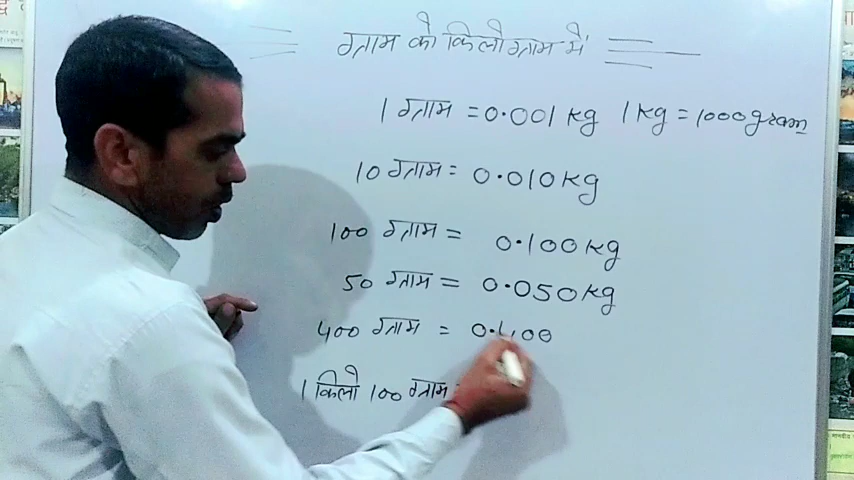 ग्राम को किलोग्राम में
1 ग्राम = 0.001 kg 1 kg = 1000 gram
10 ग्राम = 0.010 kg
100 ग्राम = 0.100 kg
50 ग्राम = 0.050 kg
400 ग्राम = 0.400
1 किलो 100 ग्राम =